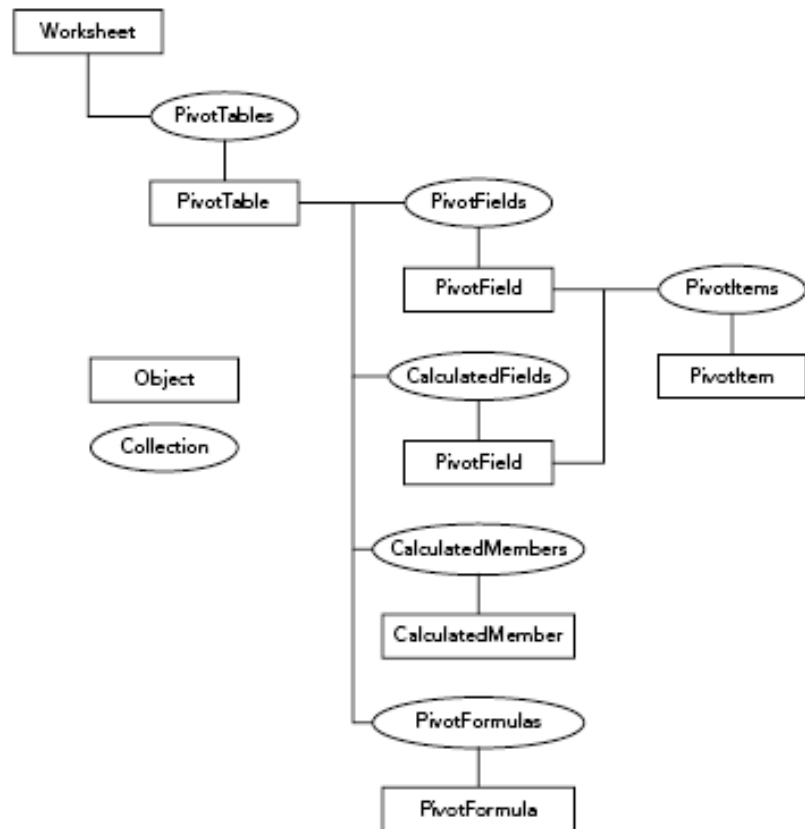 Worksheet
PivotTables
PivotTable
PivotFields
PivotField
PivotItems
PivotItem
Object
Collection
CalculatedFields
PivotField
CalculatedMembers
CalculatedMember
PivotFormulas
PivotFormula